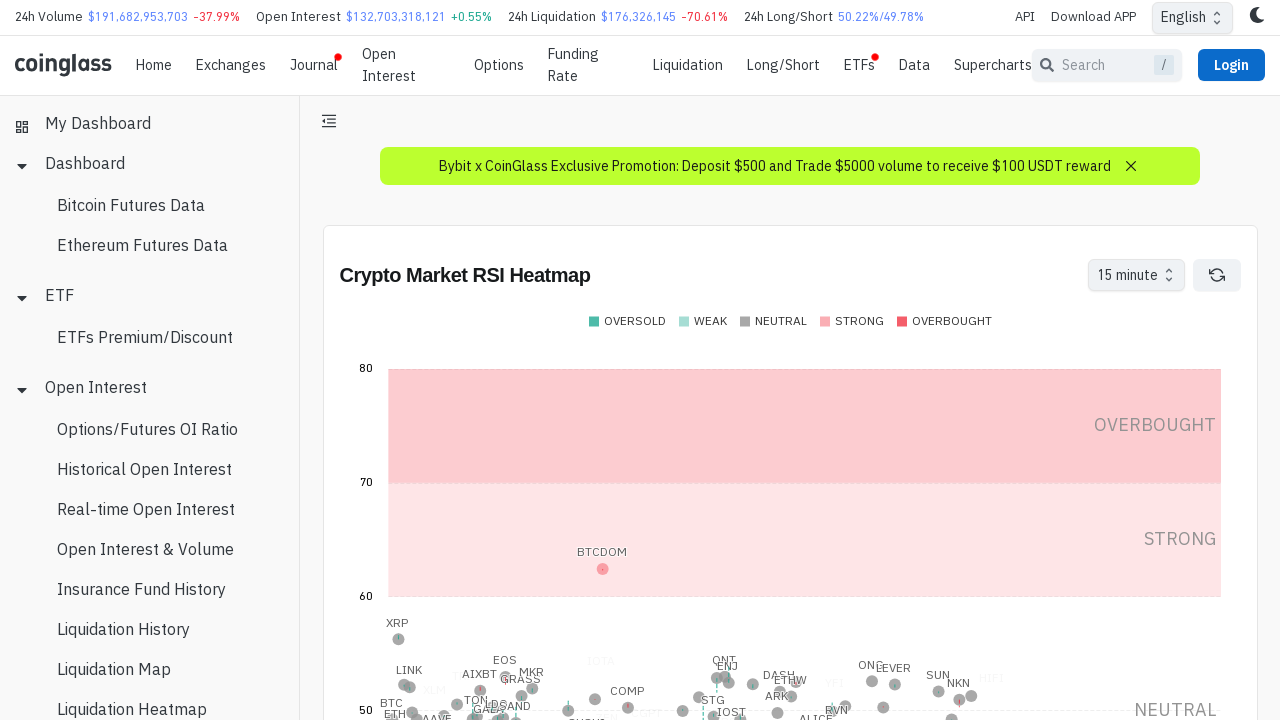 24h Volume $191,682,953,703 -37.99% Open Interest $132,703,318,121 +0.55% 24h Liquidation $176,326,145 -70.61% 24h Long/Short 50.22%/49.78% API Download APP English
coinglass Home Exchanges Journal Open Interest Options Funding Rate Liquidation Long/Short ETFs Data Supercharts Search / Login
My Dashboard
Dashboard
Bitcoin Futures Data
Ethereum Futures Data
ETF
ETFs Premium/Discount
Open Interest
Options/Futures OI Ratio
Historical Open Interest
Real-time Open Interest
Open Interest & Volume
Insurance Fund History
Liquidation History
Liquidation Map
Liquidation Heatmap
Bybit x CoinGlass Exclusive Promotion: Deposit $500 and Trade $5000 volume to receive $100 USDT reward
Crypto Market RSI Heatmap 15 minute
OVERSOLD WEAK NEUTRAL STRONG OVERBOUGHT
80
OVERBOUGHT
70
STRONG
BTCDOM
60
XRP
EOS ONT
LINK AIXBT MKR ENJ DASH LEVER SUN
GRASS ETHW NKN
BTC TON COMP STG ARK
50 ETH SAND IOST RVN NEUTRAL
AAVE ALICE